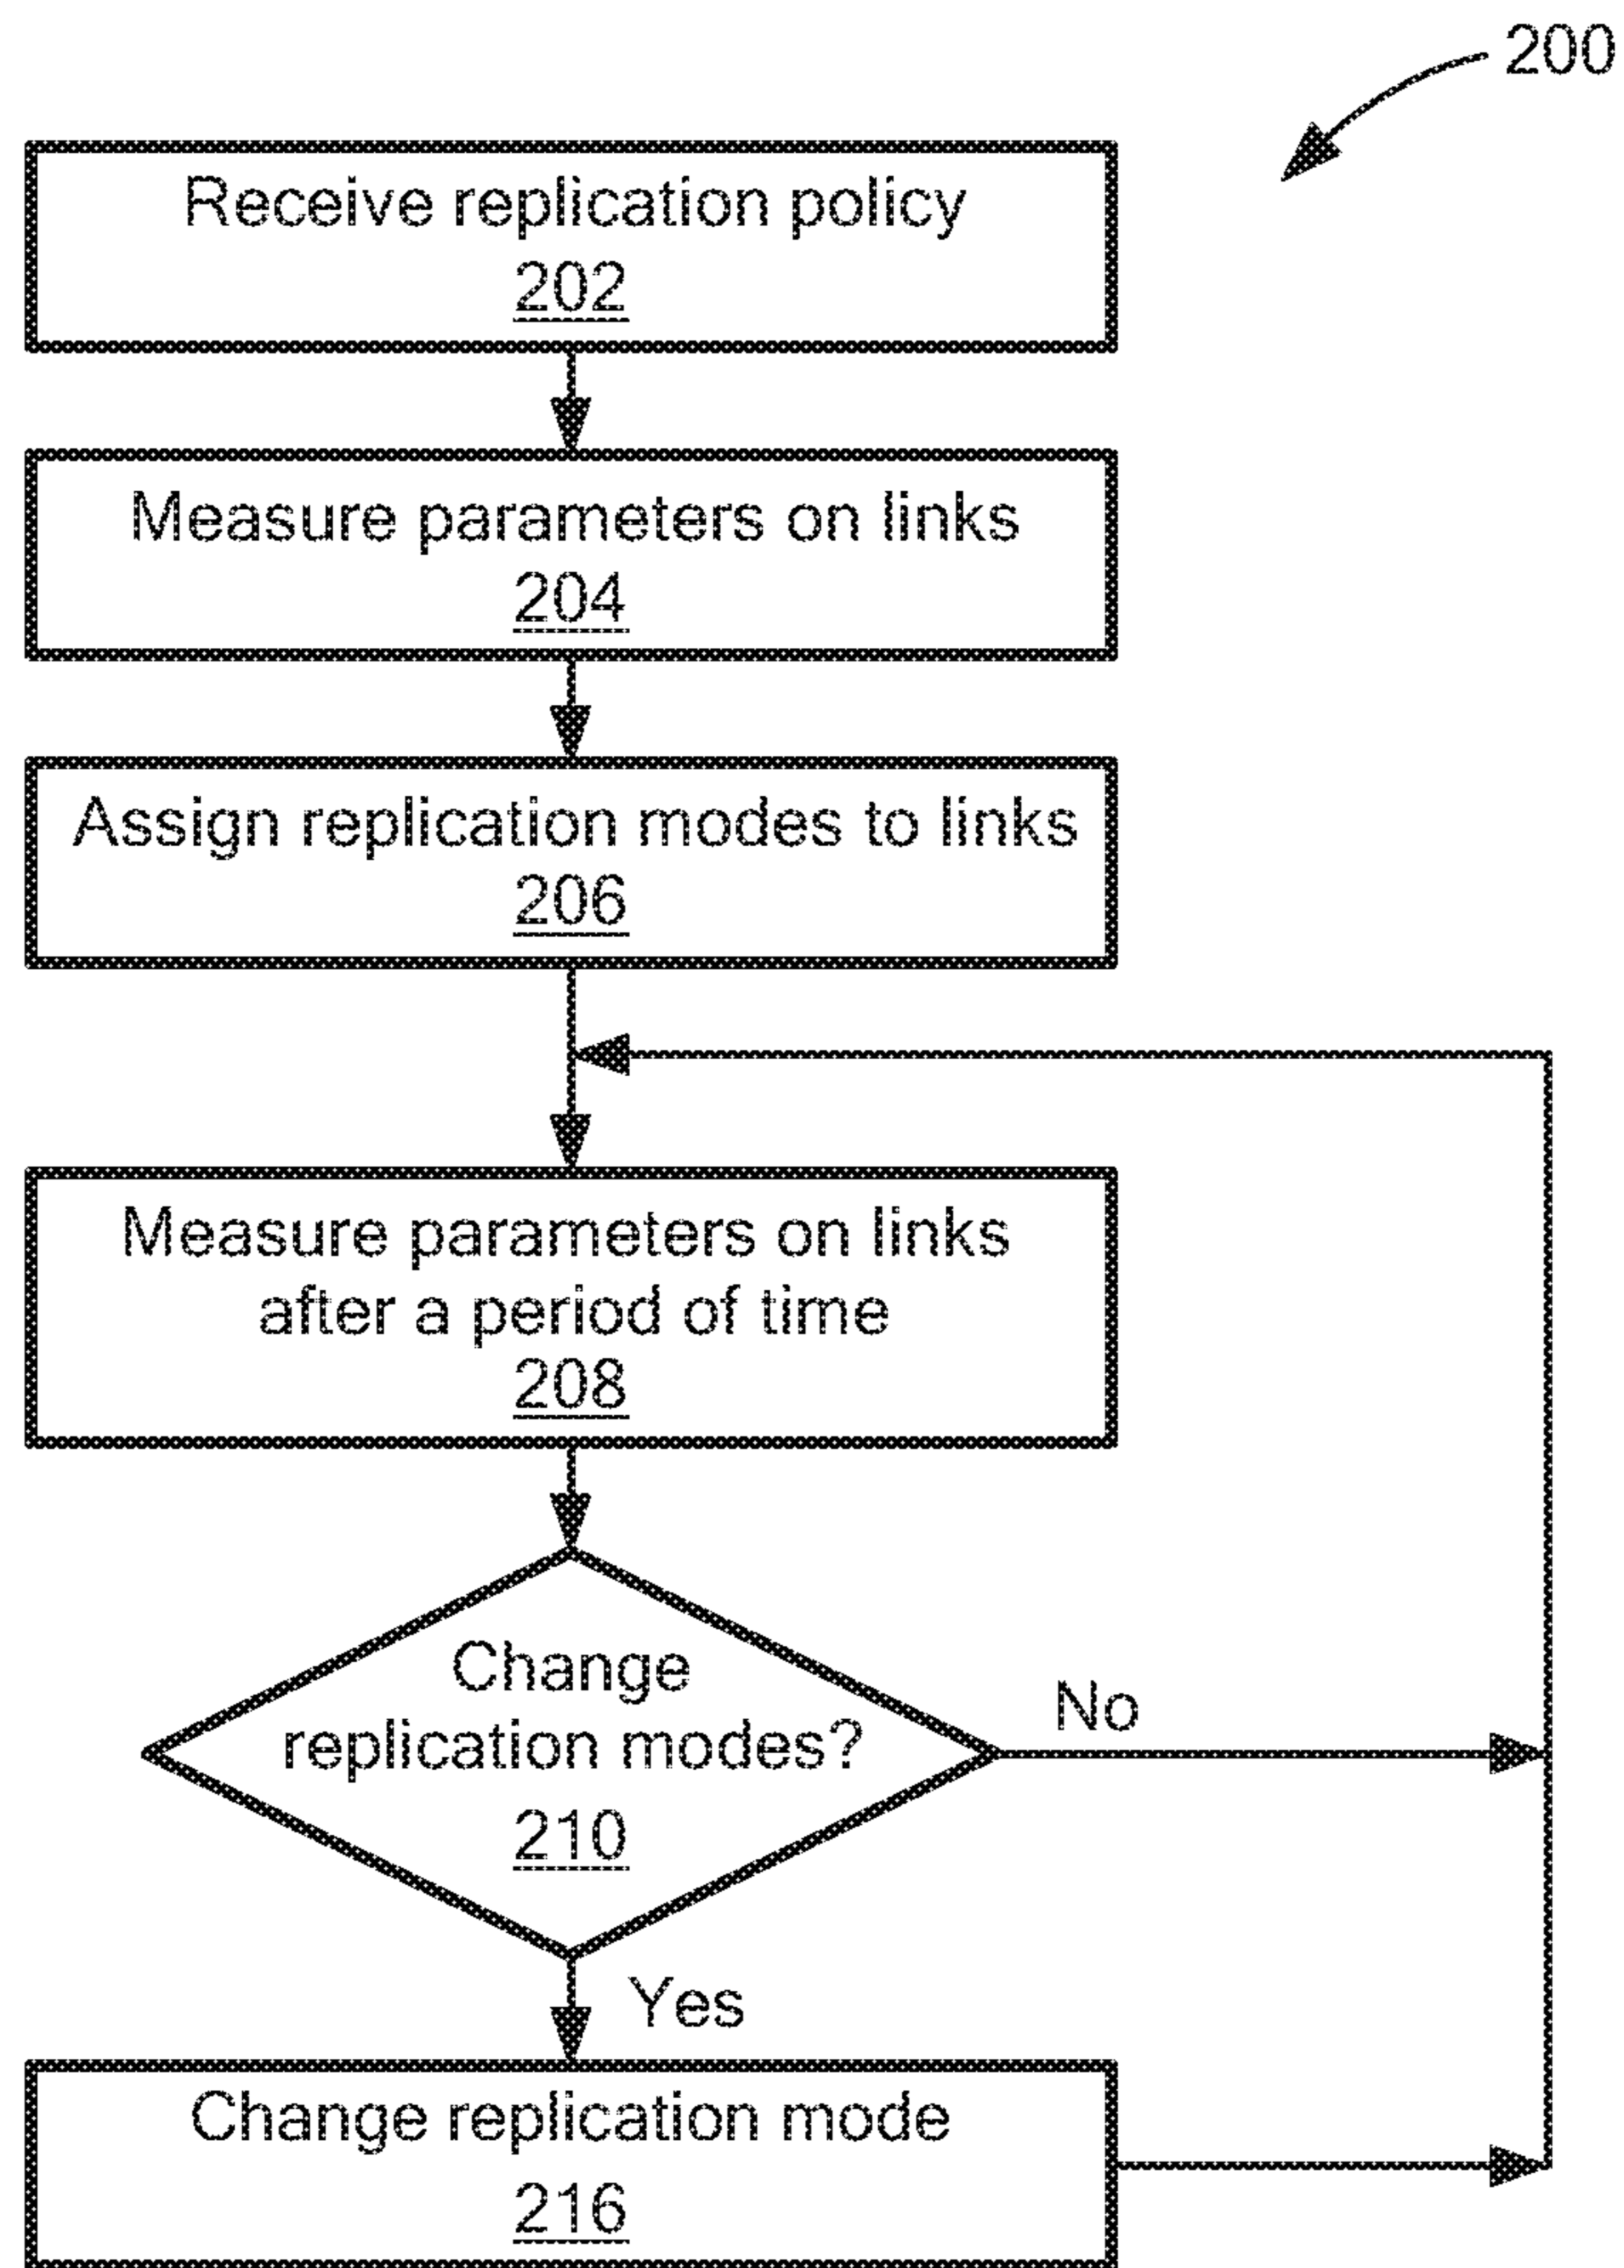 200
Receive replication policy
202
Measure parameters on links
204
Assign replication modes to links
206
Measure parameters on links
after a period of time
208
Change
replication modes?
210
No
Yes
Change replication mode
216